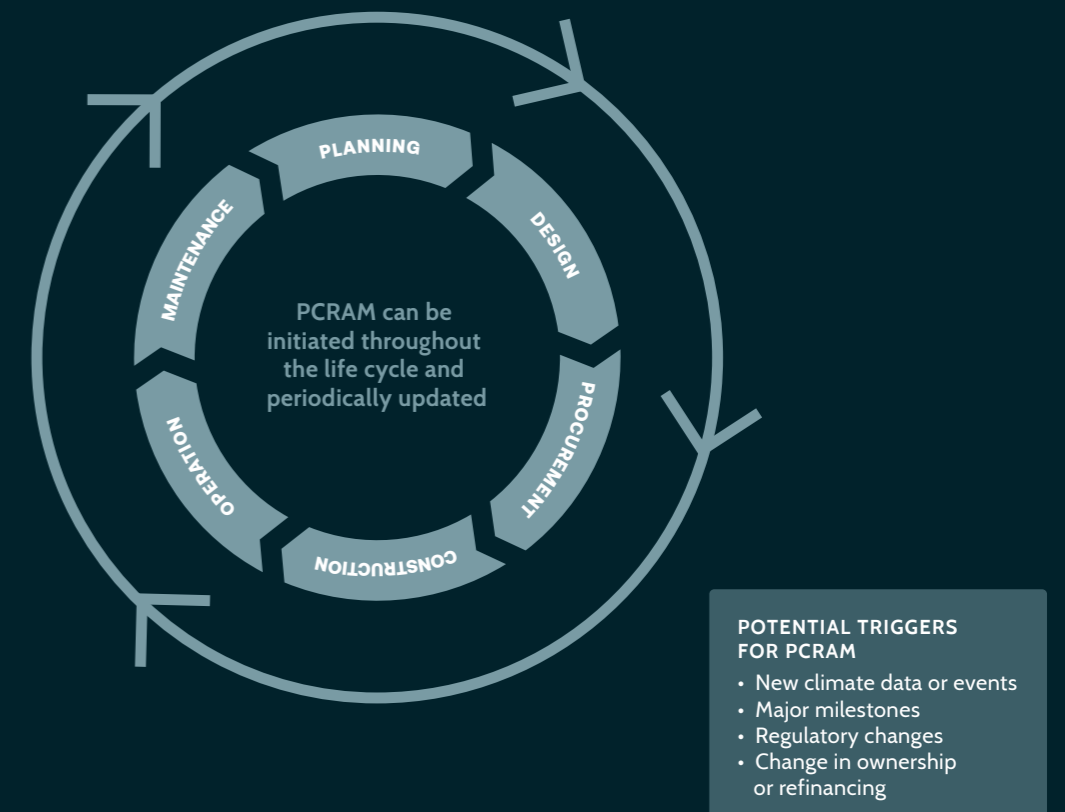 PLANNING
DESIGN
PROCUREMENT
CONSTRUCTION
OPERATION
MAINTENANCE
PCRAM can be
initiated throughout
the life cycle and
periodically updated
POTENTIAL TRIGGERS
FOR PCRAM
• New climate data or events
• Major milestones
• Regulatory changes
• Change in ownership
or refinancing